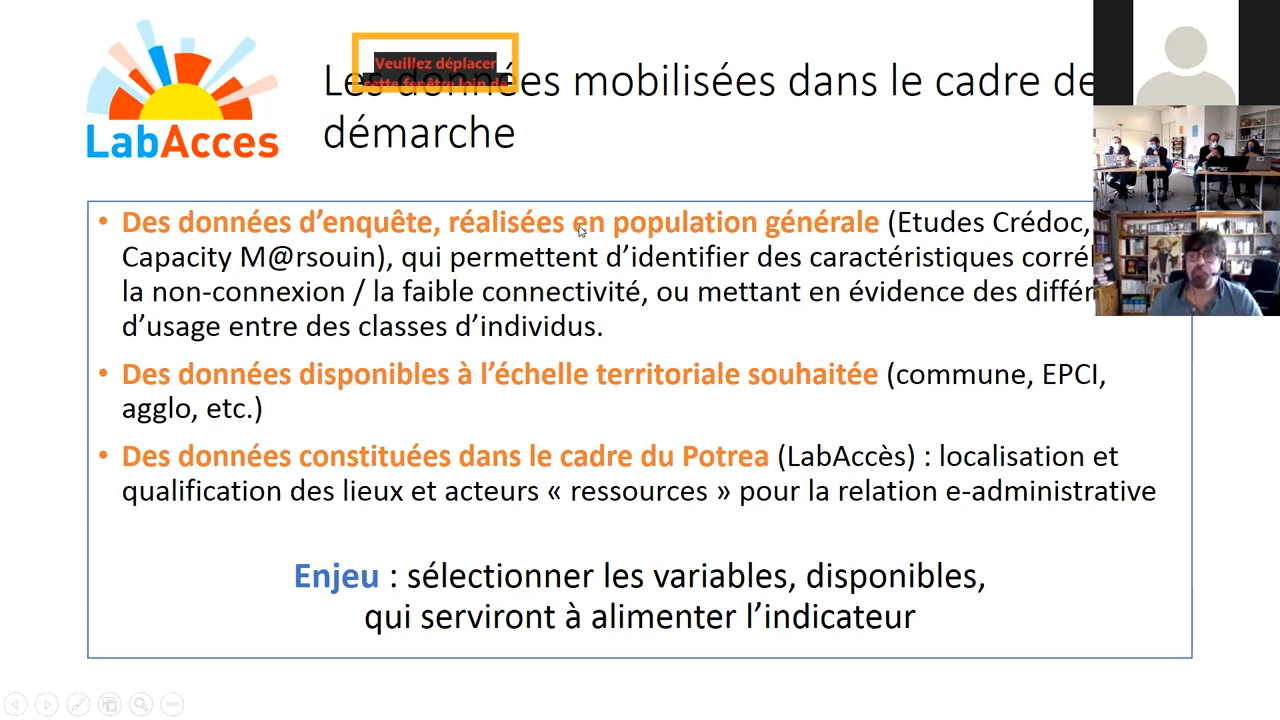 LabAcces
Veuillez déplacer
cette fenêtre loin de
Les données mobilisées dans le cadre de
démarche
• Des données d’enquête, réalisées en population générale (Etudes Crédoc,
Capacity M@rsouin), qui permettent d’identifier des caractéristiques corré
la non-connexion / la faible connectivité, ou mettant en évidence des différ
d’usage entre des classes d’individus.
• Des données disponibles à l’échelle territoriale souhaitée (commune, EPCI,
agglo, etc.)
• Des données constituées dans le cadre du Potrea (LabAccès) : localisation et
qualification des lieux et acteurs « ressources » pour la relation e-administrative
Enjeu : sélectionner les variables, disponibles,
qui serviront à alimenter l’indicateur